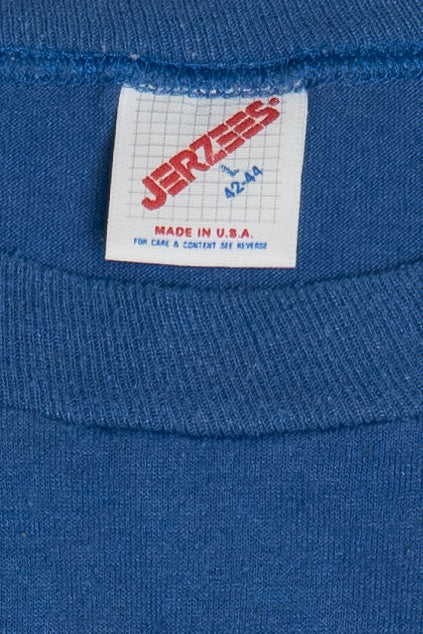 JERZEES®
L
42-44
MADE IN U.S.A.
FOR CARE & CONTENT SEE REVERSE